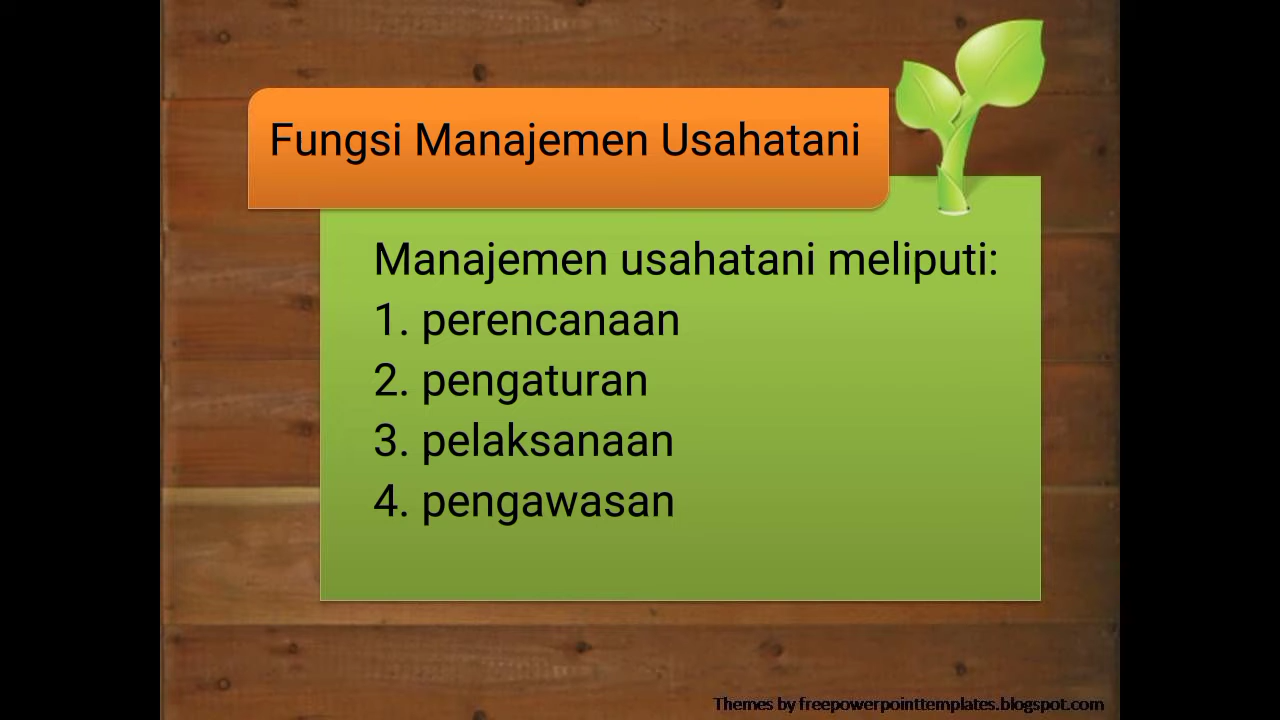 Fungsi Manajemen Usahatani
Manajemen usahatani meliputi:
1. perencanaan
2. pengaturan
3. pelaksanaan
4. pengawasan
Themes by freepowerpointtemplates.blogspot.com